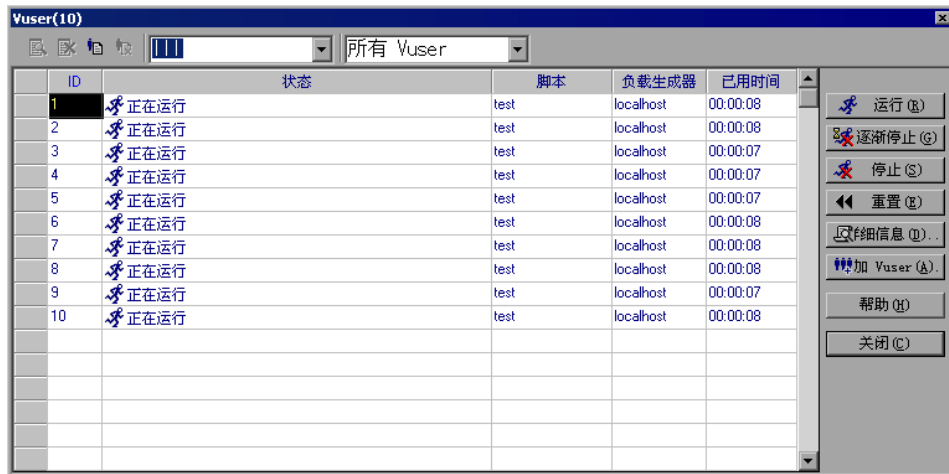 Vuser(10)
所有 Vuser
ID 状态 脚本 负载生成器 已用时间
1 正在运行 test localhost 00:00:08
2 正在运行 test localhost 00:00:08
3 正在运行 test localhost 00:00:07
4 正在运行 test localhost 00:00:07
5 正在运行 test localhost 00:00:07
6 正在运行 test localhost 00:00:08
7 正在运行 test localhost 00:00:08
8 正在运行 test localhost 00:00:08
9 正在运行 test localhost 00:00:07
10 正在运行 test localhost 00:00:08
运行(R)
逐渐停止(G)
停止(S)
重置(E)
详细信息(D)..
加 Vuser(A).
帮助(H)
关闭(C)